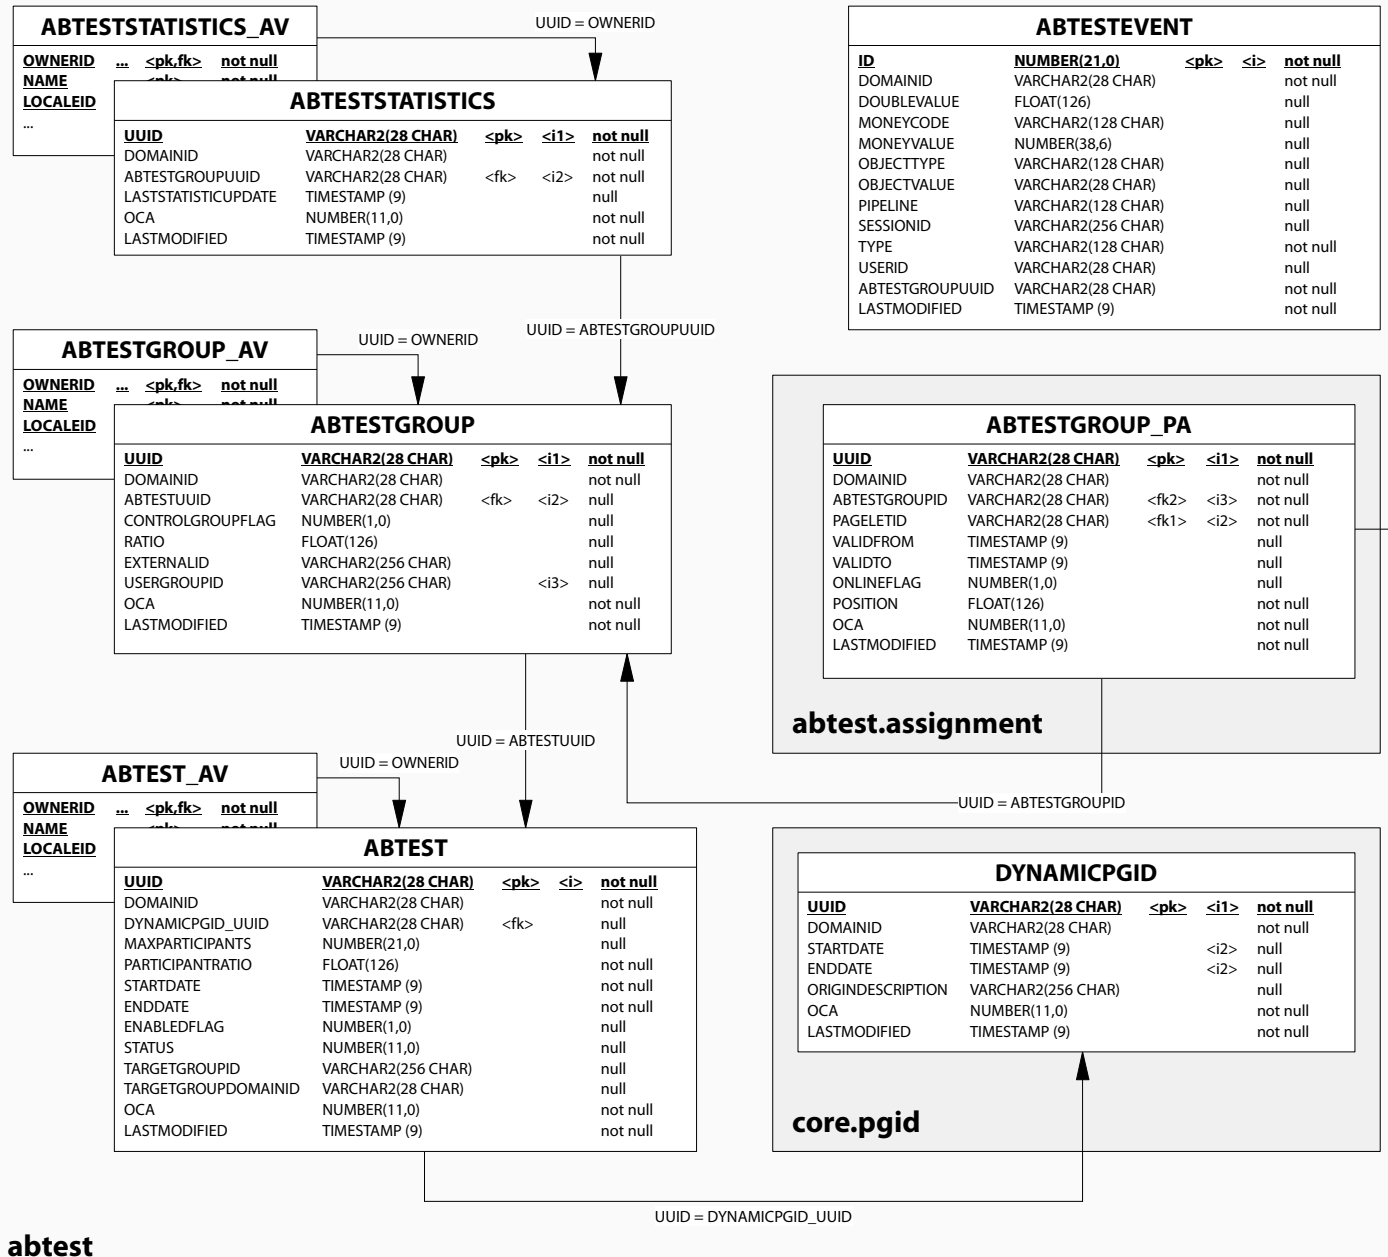 ABTESTSTATISTICS_AV
OWNERID ... <pk,fk> not null
NAME
LOCALEID
...
UUID = OWNERID
ABTESTSTATISTICS
UUID VARCHAR2(28 CHAR) <pk> <i1> not null
DOMAINID VARCHAR2(28 CHAR) not null
ABTESTGROUPUUID VARCHAR2(28 CHAR) <fk> <i2> not null
LASTSTATISTICUPDATE TIMESTAMP (9) null
OCA NUMBER(11,0) not null
LASTMODIFIED TIMESTAMP (9) not null
ABTESTEVENT
ID NUMBER(21,0) <pk> <i> not null
DOMAINID VARCHAR2(28 CHAR) not null
DOUBLEVALUE FLOAT(126) null
MONEYCODE VARCHAR2(128 CHAR) null
MONEYVALUE NUMBER(38,6) null
OBJECTTYPE VARCHAR2(128 CHAR) null
OBJECTVALUE VARCHAR2(28 CHAR) null
PIPELINE VARCHAR2(128 CHAR) null
SESSIONID VARCHAR2(256 CHAR) null
TYPE VARCHAR2(128 CHAR) not null
USERID VARCHAR2(28 CHAR) null
ABTESTGROUPUUID VARCHAR2(28 CHAR) not null
LASTMODIFIED TIMESTAMP (9) not null
UUID = ABTESTGROUPUUID
ABTESTGROUP_AV
OWNERID ... <pk,fk> not null
NAME
LOCALEID
...
UUID = OWNERID
ABTESTGROUP
UUID VARCHAR2(28 CHAR) <pk> <i1> not null
DOMAINID VARCHAR2(28 CHAR) not null
ABTESTUUID VARCHAR2(28 CHAR) <fk> <i2> null
CONTROLGROUPFLAG NUMBER(1,0) null
RATIO FLOAT(126) null
EXTERNALID VARCHAR2(256 CHAR) null
USERGROUPID VARCHAR2(256 CHAR) <i3> null
OCA NUMBER(11,0) not null
LASTMODIFIED TIMESTAMP (9) not null
ABTESTGROUP_PA
UUID VARCHAR2(28 CHAR) <pk> <i1> not null
DOMAINID VARCHAR2(28 CHAR) not null
ABTESTGROUPID VARCHAR2(28 CHAR) <fk2> <i3> not null
PAGELETID VARCHAR2(28 CHAR) <fk1> <i2> not null
VALIDFROM TIMESTAMP (9) null
VALIDTO TIMESTAMP (9) null
ONLINEFLAG NUMBER(1,0) null
POSITION FLOAT(126) not null
OCA NUMBER(11,0) not null
LASTMODIFIED TIMESTAMP (9) not null
abtest.assignment
UUID = ABTESTUUID
UUID = ABTESTGROUPID
ABTEST_AV
OWNERID ... <pk,fk> not null
NAME
LOCALEID
...
UUID = OWNERID
ABTEST
UUID VARCHAR2(28 CHAR) <pk> <i> not null
DOMAINID VARCHAR2(28 CHAR) not null
DYNAMICPGID_UUID VARCHAR2(28 CHAR) <fk> null
MAXPARTICIPANTS NUMBER(21,0) null
PARTICIPANTRATIO FLOAT(126) not null
STARTDATE TIMESTAMP (9) not null
ENDDATE TIMESTAMP (9) not null
ENABLEDFLAG NUMBER(1,0) null
STATUS NUMBER(11,0) null
TARGETGROUPID VARCHAR2(256 CHAR) null
TARGETGROUPDOMAINID VARCHAR2(28 CHAR) null
OCA NUMBER(11,0) not null
LASTMODIFIED TIMESTAMP (9) not null
DYNAMICPGID
UUID VARCHAR2(28 CHAR) <pk> <i1> not null
DOMAINID VARCHAR2(28 CHAR) not null
STARTDATE TIMESTAMP (9) <i2> null
ENDDATE TIMESTAMP (9) <i2> null
ORIGINDESCRIPTION VARCHAR2(256 CHAR) null
OCA NUMBER(11,0) not null
LASTMODIFIED TIMESTAMP (9) not null
core.pgid
UUID = DYNAMICPGID_UUID
abtest